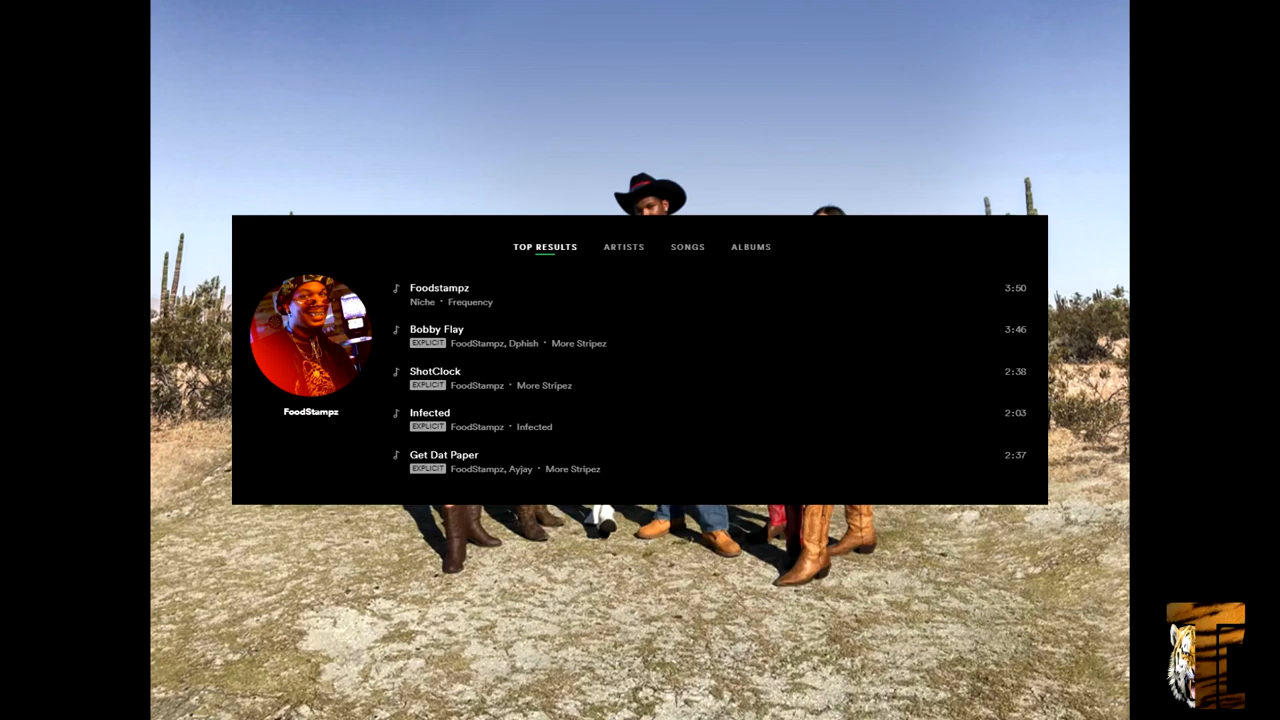 TOP RESULTS ARTISTS SONGS ALBUMS
Foodstampz 3:50
Niche • Frequency
Bobby Flay 3:46
EXPLICIT FoodStampz, Dphish • More Stripez
ShotClock 2:38
EXPLICIT FoodStampz • More Stripez
FoodStampz
Infected 2:03
EXPLICIT FoodStampz • Infected
Get Dat Paper 2:37
EXPLICIT FoodStampz, Ayjay • More Stripez